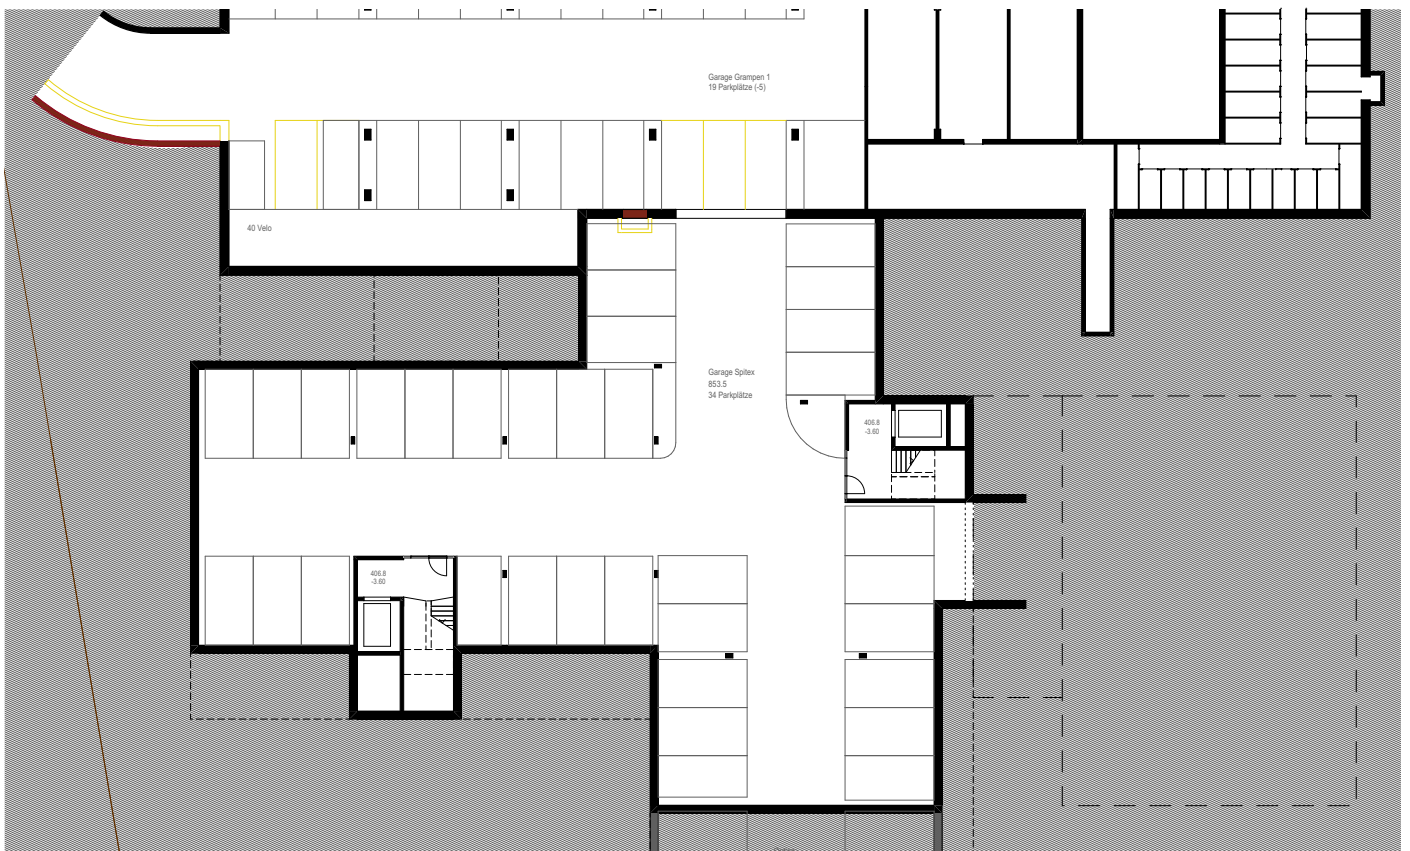 Garage Grampen 1
19 Parkplätze (-5)
40 Velo
Garage Spitex
853.5
34 Parkplätze
406.8
-3.60
406.8
-3.60